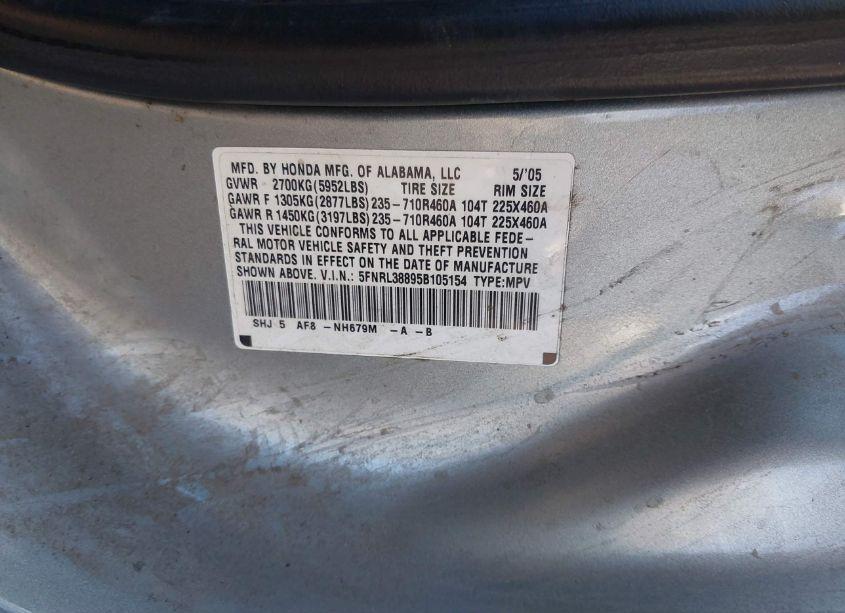 MFD. BY HONDA MFG. OF ALABAMA, LLC 5/'05
GVWR 2700KG(5952LBS) TIRE SIZE RIM SIZE
GAWR F 1305KG(2877LBS)235-710R460A 104T 225X460A
GAWR R 1450KG(3197LBS)235-710R460A 104T 225X460A
THIS VEHICLE CONFORMS TO ALL APPLICABLE FEDE-
RAL MOTOR VEHICLE SAFETY AND THEFT PREVENTION
STANDARDS IN EFFECT ON THE DATE OF MANUFACTURE
SHOWN ABOVE. V.I.N.: 5FNRL38895B105154 TYPE:MPV
SHJ 5 AF8 -NH679M -A -B